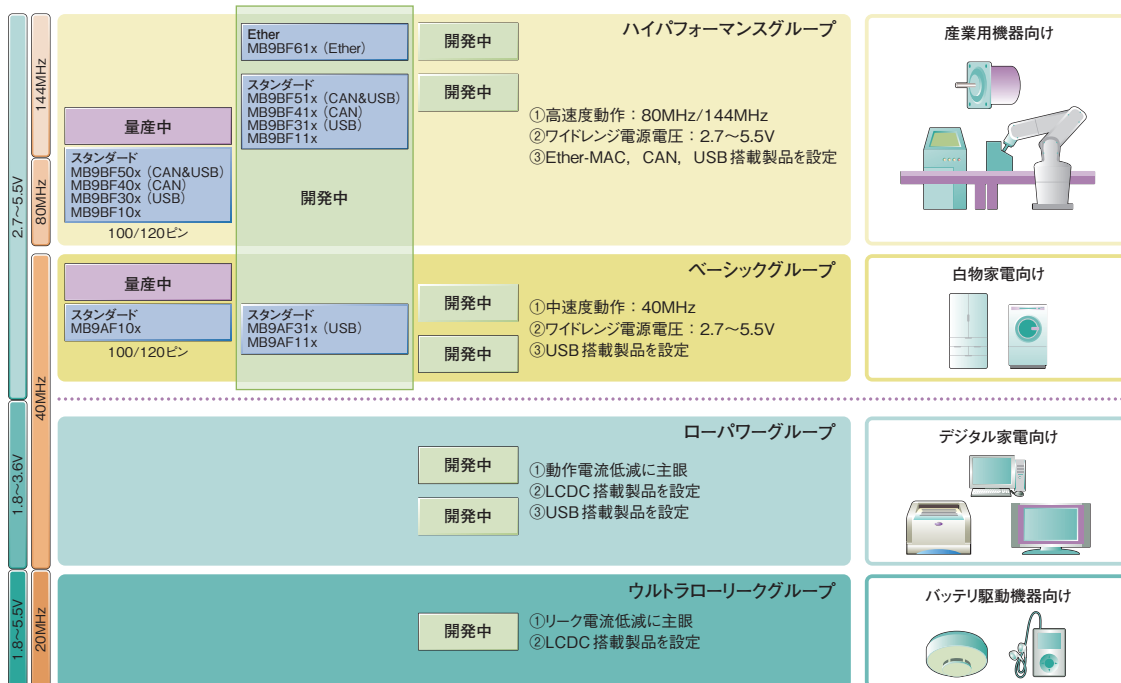 2.7～5.5V
144MHz
80MHz
ハイパフォーマンスグループ
Ether
MB9BF61x（Ether）
開発中
スタンダード
MB9BF51x（CAN&USB）
MB9BF41x（CAN）
MB9BF31x（USB）
MB9BF11x
開発中
量産中
スタンダード
MB9BF50x（CAN&USB）
MB9BF40x（CAN）
MB9BF30x（USB）
MB9BF10x
100/120ピン
開発中
①高速度動作：80MHz/144MHz
②ワイドレンジ電源電圧：2.7～5.5V
③Ether-MAC，CAN，USB搭載製品を設定
産業用機器向け
40MHz
ベーシックグループ
量産中
スタンダード
MB9AF10x
100/120ピン
スタンダード
MB9AF31x（USB）
MB9AF11x
開発中
開発中
①中速度動作：40MHz
②ワイドレンジ電源電圧：2.7～5.5V
③USB搭載製品を設定
白物家電向け
1.8～3.6V
ローパワーグループ
開発中
開発中
①動作電流低減に主眼
②LCDC搭載製品を設定
③USB搭載製品を設定
デジタル家電向け
1.8～5.5V
20MHz
ウルトラローリークグループ
開発中
①リーク電流低減に主眼
②LCDC搭載製品を設定
バッテリ駆動機器向け